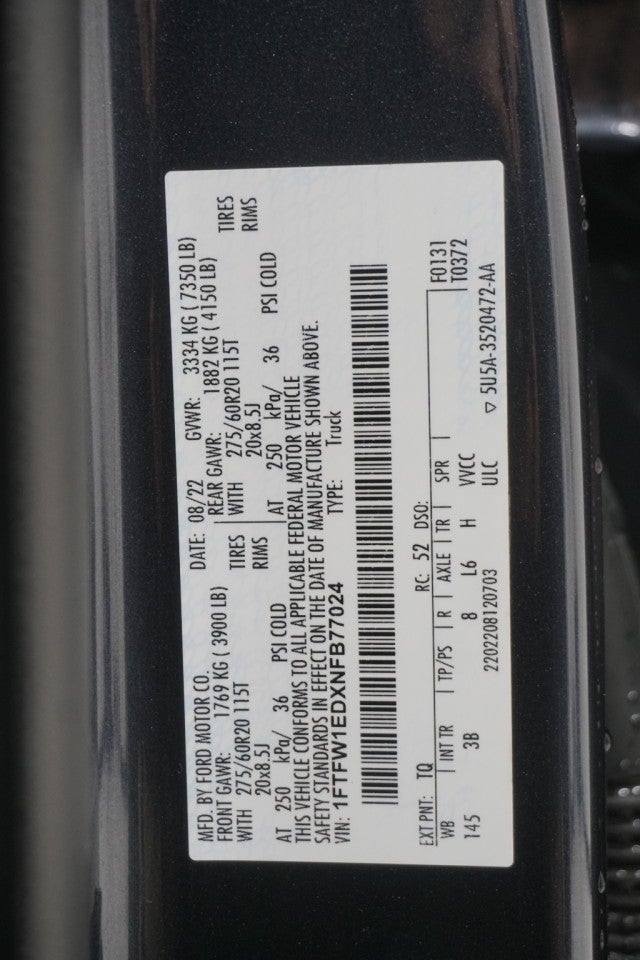 MFD. BY FORD MOTOR CO.
DATE: 08/22 GVWR: 3334 KG ( 7350 LB)
FRONT GAWR: 1769 KG ( 3900 LB) REAR GAWR: 1882 KG ( 4150 LB)
WITH 275/60R20 115T TIRES WITH 275/60R20 115T TIRES
20x8.5J RIMS 20x8.5J RIMS
AT 250 kPa/ 36 PSI COLD AT 250 kPa/ 36 PSI COLD
THIS VEHICLE CONFORMS TO ALL APPLICABLE FEDERAL MOTOR VEHICLE
SAFETY STANDARDS IN EFFECT ON THE DATE OF MANUFACTURE SHOWN ABOVE.
VIN: 1FTFW1EDXNFB77024 TYPE: Truck
F0131
EXT PNT: TQ RC: 52 DSO: T0372
WB INT TR TP/PS R AXLE TR SPR
145 3B 8 L6 H VVCC
2202208120703 ULC ▽ 5U5A-3520472-AA